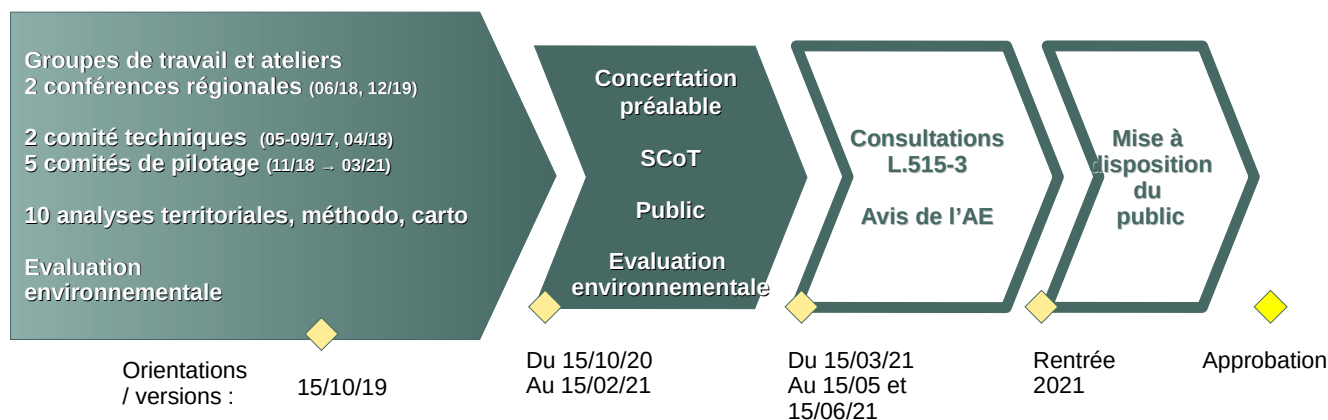 Groupes de travail et ateliers
2 conférences régionales (06/18, 12/19)
2 comité techniques (05-09/17, 04/18)
5 comités de pilotage (11/18 → 03/21)
10 analyses territoriales, méthodo, carto
Evaluation
environnementale
Concertation
préalable
SCoT
Public
Evaluation
environnementale
Consultations
L.515-3
Avis de l’AE
Mise à
disposition
du
public
Orientations
/ versions :
15/10/19
Du 15/10/20
Au 15/02/21
Du 15/03/21
Au 15/05 et
15/06/21
Rentrée
2021
Approbation